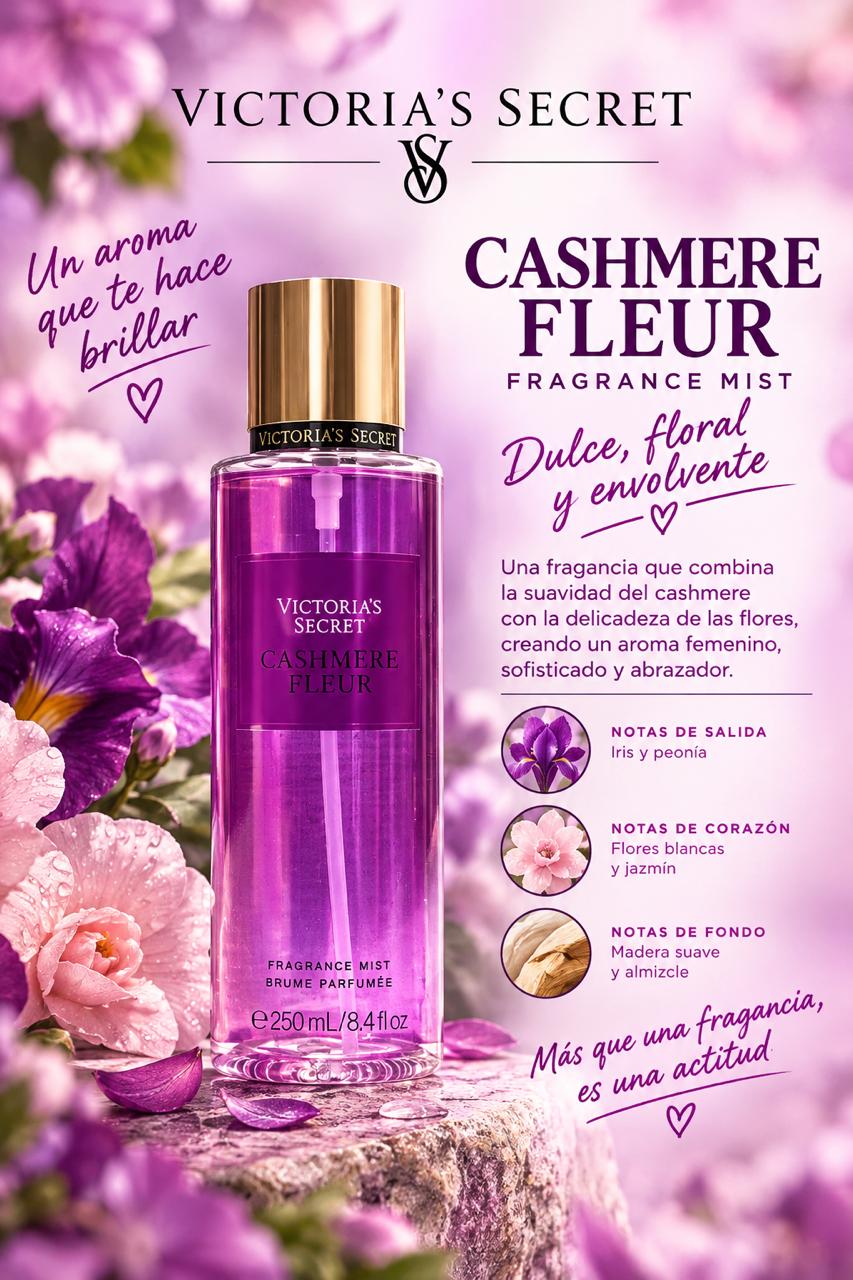 VICTORIA'S SECRET
VS
Un aroma
que te hace
brillar
CASHMERE
FLEUR
FRAGRANCE MIST
Dulce, floral
y envolvente
Una fragancia que combina
la suavidad del cashmere
con la delicadeza de las flores,
creando un aroma femenino,
sofisticado y abrazador.
NOTAS DE SALIDA
Iris y peonía
NOTAS DE CORAZÓN
Flores blancas
y jazmín
NOTAS DE FONDO
Madera suave
y almizcle
Más que una fragancia,
es una actitud
VICTORIA'S SECRET
VICTORIA'S
SECRET
CASHMERE
FLEUR
FRAGRANCE MIST
BRUME PARFUMÉE
e250 mL/8.4 fl oz